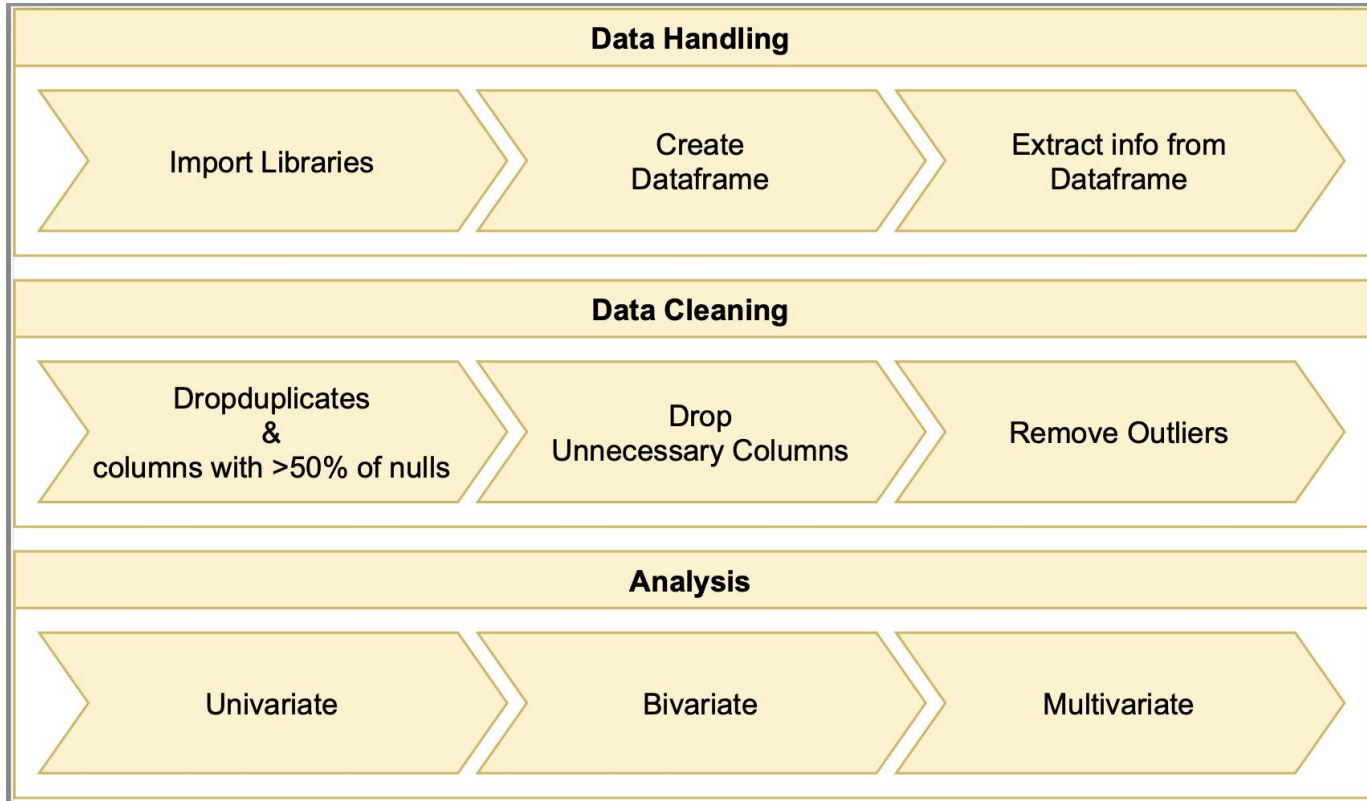 Data Handling
Import Libraries
Create
Dataframe
Extract info from
Dataframe
Data Cleaning
Dropduplicates
&
columns with >50% of nulls
Drop
Unnecessary Columns
Remove Outliers
Analysis
Univariate
Bivariate
Multivariate